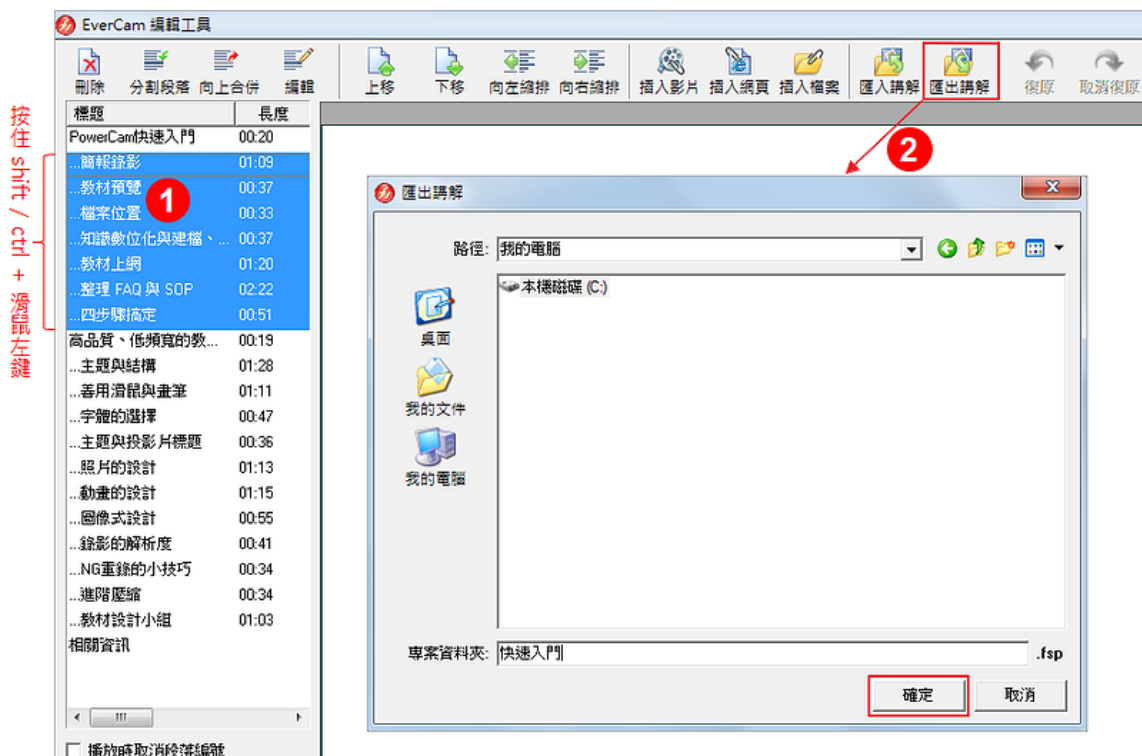 EverCam 編輯工具
刪除 分割段落 向上合併 編輯 上移 下移 向左縮排 向右縮排 插入影片 插入網頁 插入檔案 匯入講解 匯出講解 復原 取消復原
標題 長度
PowerCam快速入門 00:20
...簡報錄影 01:09
...教材預覽 00:37
...檔案位置 00:33
...知識數位化與建檔、... 00:37
...教材上網 01:20
...整理 FAQ 與 SOP 02:22
...四步驟搞定 00:51
高品質、低頻寬的教... 00:19
...主題與結構 01:28
...善用滑鼠與畫筆 01:11
...字體的選擇 00:47
...主題與投影片標題 00:36
...照片的設計 01:13
...動畫的設計 01:15
...圖像式設計 00:55
...錄影的解析度 00:41
...NG重錄的小技巧 00:34
...進階壓縮 00:34
...教材設計小組 01:03
相關資訊
播放時取消段落編號
按住 shift / ctrl + 滑鼠左鍵
1
2
匯出講解
路徑: 我的電腦
本機磁碟 (C:)
桌面
我的文件
我的電腦
專案資料夾: 快速入門 .fsp
確定 取消